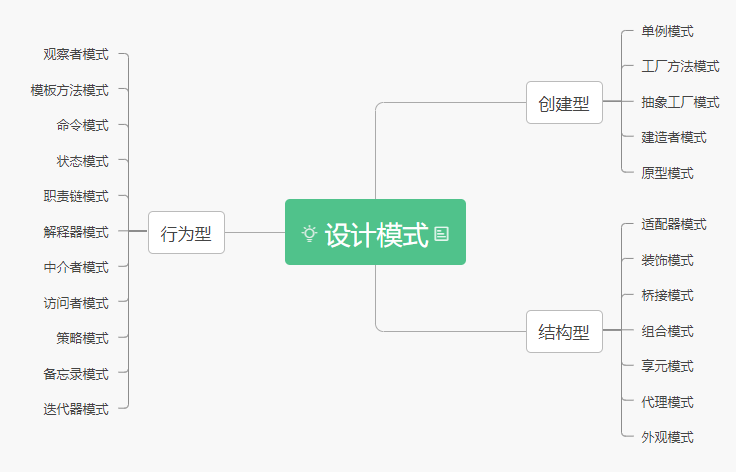 设计模式
创建型
单例模式
工厂方法模式
抽象工厂模式
建造者模式
原型模式
结构型
适配器模式
装饰模式
桥接模式
组合模式
享元模式
代理模式
外观模式
行为型
观察者模式
模板方法模式
命令模式
状态模式
职责链模式
解释器模式
中介者模式
访问者模式
策略模式
备忘录模式
迭代器模式